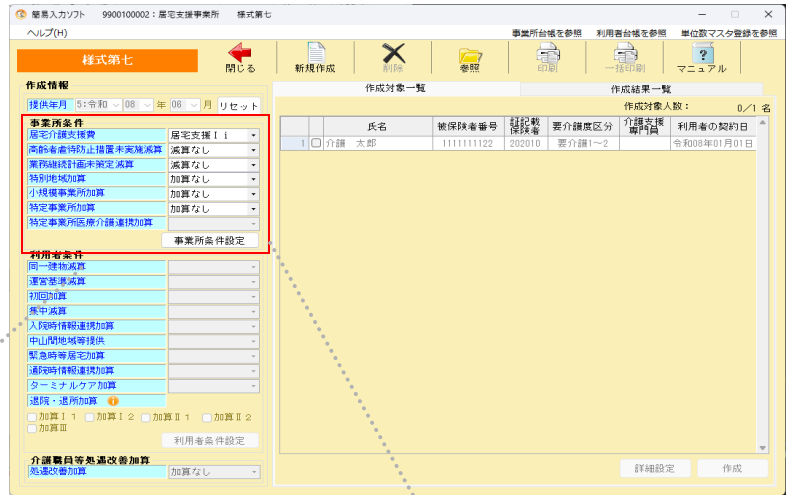 簡易入力ソフト 9900100002：居宅支援事業所 様式第七
ヘルプ(H) 事業所台帳を参照 利用者台帳を参照 単位数マスタ登録を参照
様式第七 閉じる 新規作成 削除 参照 印刷 一括印刷 マニュアル
作成情報
提供年月 5:令和 08 年 06 月 リセット
事業所条件
居宅介護支援費 居宅支援Ⅰⅰ
高齢者虐待防止措置未実施減算 減算なし
業務継続計画未策定減算 減算なし
特別地域加算 加算なし
小規模事業所加算 加算なし
特定事業所加算 加算なし
特定事業所医療介護連携加算
事業所条件設定
利用者条件
同一建物減算
運営基準減算
初回加算
集中減算
入院時情報連携加算
中山間地域等提供
緊急時等居宅加算
通院時情報連携加算
ターミナルケア加算
退院・退所加算
加算Ⅰ１ 加算Ⅰ２ 加算Ⅱ１ 加算Ⅱ２
加算Ⅲ
利用者条件設定
介護職員等処遇改善加算
処遇改善加算 加算なし
作成対象一覧 作成結果一覧
作成対象人数： 0/1 名
氏名 被保険者番号 証記載保険者 要介護度区分 介護支援専門員 利用者の契約日
1 介護 太郎 1111111122 202010 要介護1～2 令和08年01月01日
詳細設定 作成